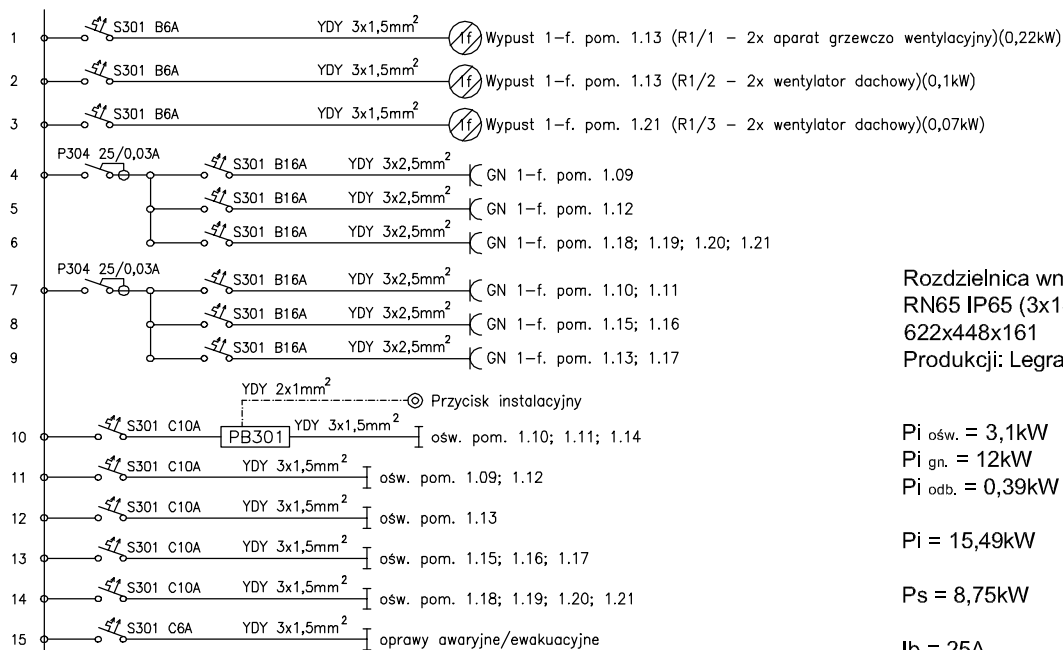 1 S301 B6A YDY 3x1,5mm² 1f Wypust 1-f. pom. 1.13 (R1/1 - 2x aparat grzewczo wentylacyjny)(0,22kW)
2 S301 B6A YDY 3x1,5mm² 1f Wypust 1-f. pom. 1.13 (R1/2 - 2x wentylator dachowy)(0,1kW)
3 S301 B6A YDY 3x1,5mm² 1f Wypust 1-f. pom. 1.21 (R1/3 - 2x wentylator dachowy)(0,07kW)
P304 25/0,03A
4 S301 B16A YDY 3x2,5mm² GN 1-f. pom. 1.09
5 S301 B16A YDY 3x2,5mm² GN 1-f. pom. 1.12
6 S301 B16A YDY 3x2,5mm² GN 1-f. pom. 1.18; 1.19; 1.20; 1.21
P304 25/0,03A
7 S301 B16A YDY 3x2,5mm² GN 1-f. pom. 1.10; 1.11
8 S301 B16A YDY 3x2,5mm² GN 1-f. pom. 1.15; 1.16
9 S301 B16A YDY 3x2,5mm² GN 1-f. pom. 1.13; 1.17
YDY 2x1mm² Przycisk instalacyjny
10 S301 C10A PB301 YDY 3x1,5mm² ośw. pom. 1.10; 1.11; 1.14
11 S301 C10A YDY 3x1,5mm² ośw. pom. 1.09; 1.12
12 S301 C10A YDY 3x1,5mm² ośw. pom. 1.13
13 S301 C10A YDY 3x1,5mm² ośw. pom. 1.15; 1.16; 1.17
14 S301 C10A YDY 3x1,5mm² ośw. pom. 1.18; 1.19; 1.20; 1.21
15 S301 C6A YDY 3x1,5mm² oprawy awaryjne/ewakuacyjne
Rozdzielnica wn
RN65 IP65 (3x1
622x448x161
Produkcji: Legra
Pi ośw. = 3,1kW
Pi gn. = 12kW
Pi odb. = 0,39kW
Pi = 15,49kW
Ps = 8,75kW
Ib = 25A